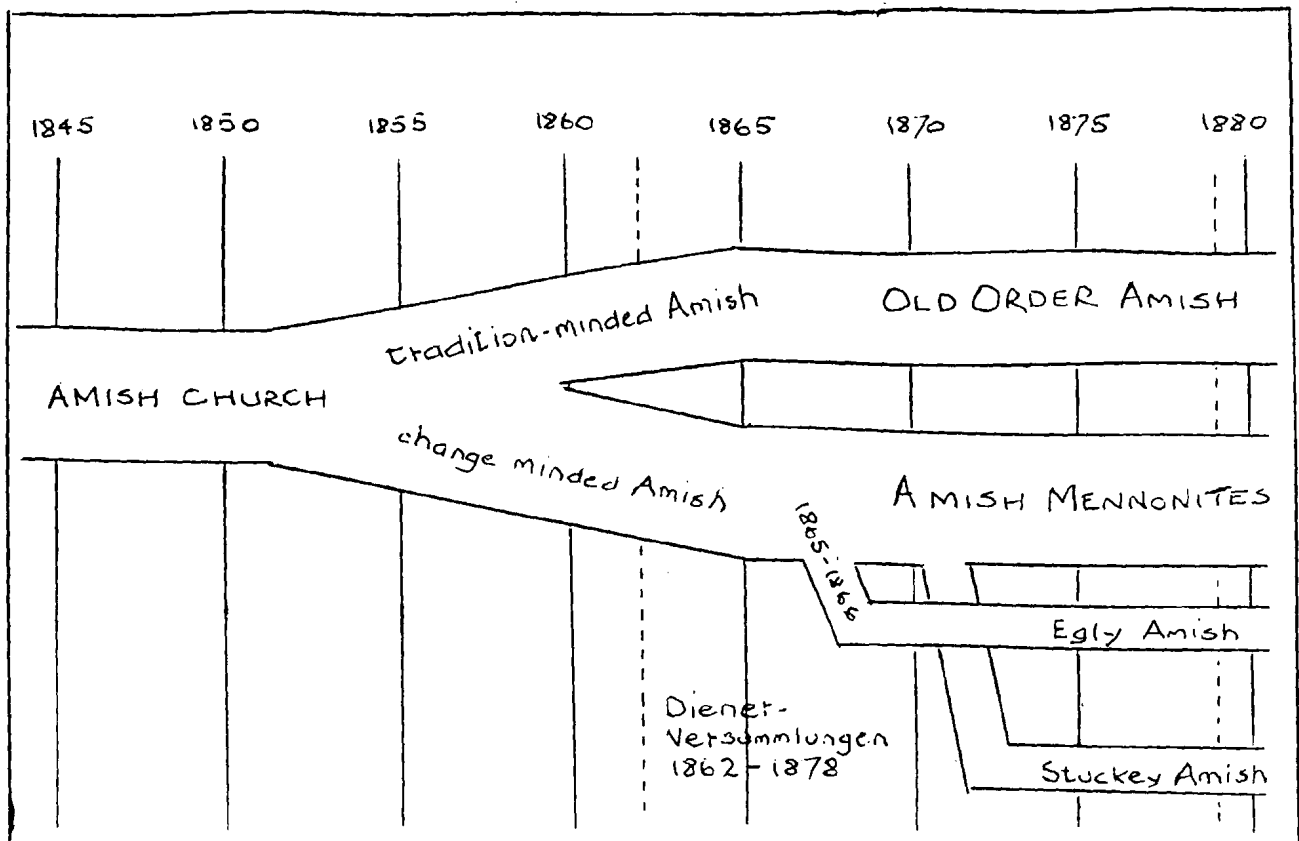 1845 1850 1855 1860 1865 1870 1875 1880
tradition-minded Amish
OLD ORDER AMISH
AMISH CHURCH
change minded Amish
AMISH MENNONITES
1865-1866
Egly Amish
Diener-
Versammlungen
1862-1878
Stuckey Amish